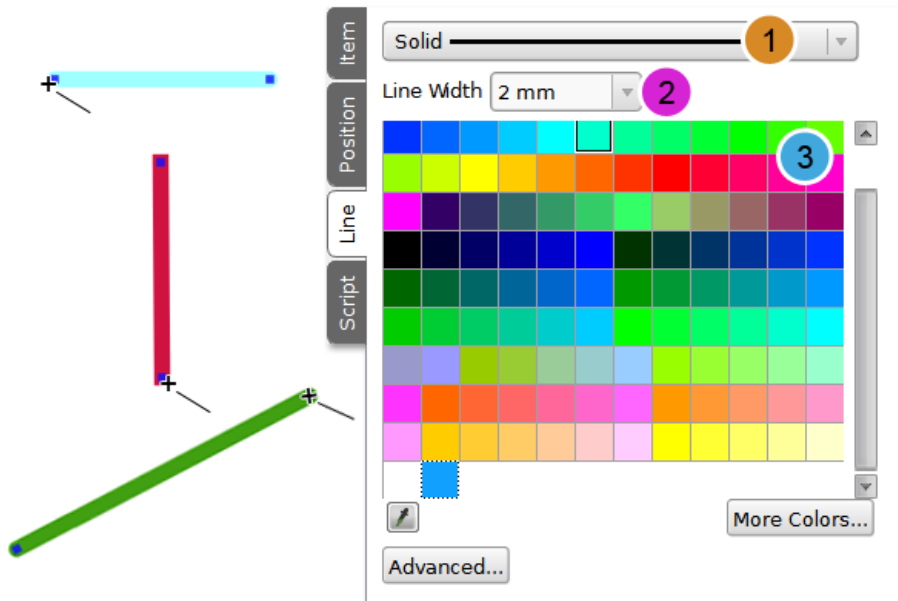 Item
Position
Line
Script
Solid
1
Line Width
2 mm
2
3
More Colors...
Advanced...